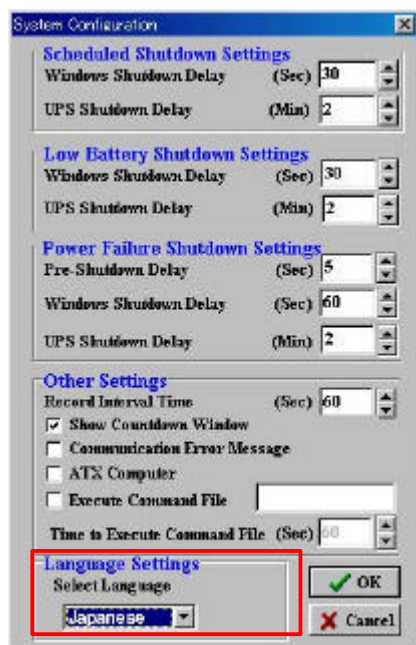 System Configuration
Scheduled Shutdown Settings
Windows Shutdown Delay (Sec) 30
UPS Shutdown Delay (Min) 2
Low Battery Shutdown Settings
Windows Shutdown Delay (Sec) 30
UPS Shutdown Delay (Min) 2
Power Failure Shutdown Settings
Pre-Shutdown Delay (Sec) 5
Windows Shutdown Delay (Sec) 60
UPS Shutdown Delay (Min) 2
Other Settings
Record Interval Time (Sec) 60
Show Countdown Window
Communication Error Message
ATX Computer
Execute Command File
Time to Execute Command File (Sec) 60
Language Settings
Select Language
Japanese
OK
Cancel